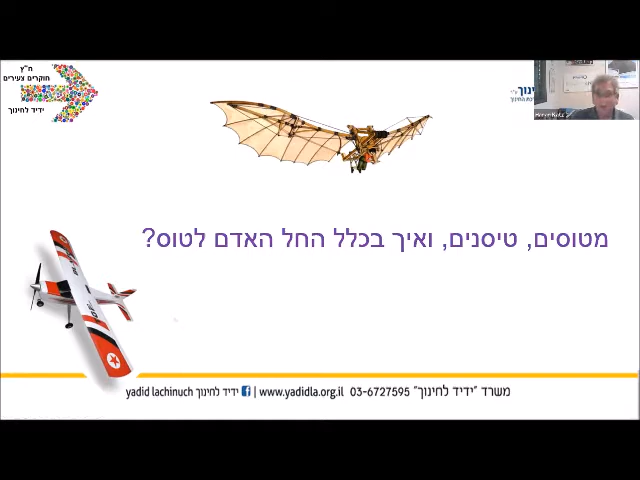 ח"ץ
חוקרים צעירים
ידיד לחינוך
מטוסים, טיסנים, ואיך בכלל החל האדם לטוס?
משרד "ידיד לחינוך" 03-6727595 | www.yadidla.org.il | ידיד לחינוך yadid lachinuch